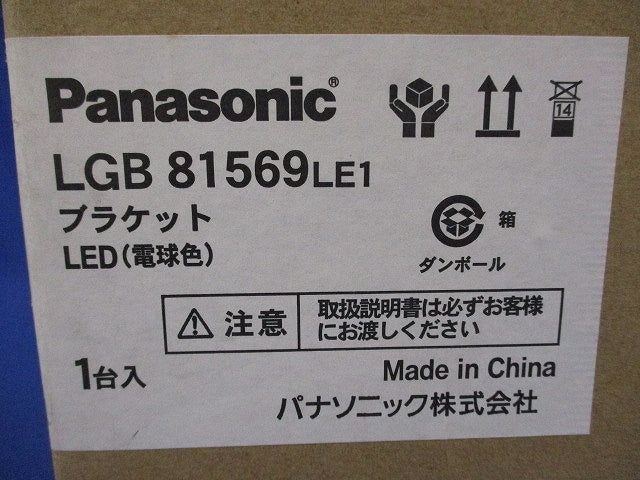 Panasonic®
14
LGB 81569LE1
ブラケット
箱
LED(電球色)
ダンボール
注意
取扱説明書は必ずお客様
にお渡しください
1台入
Made in China
パナソニック株式会社